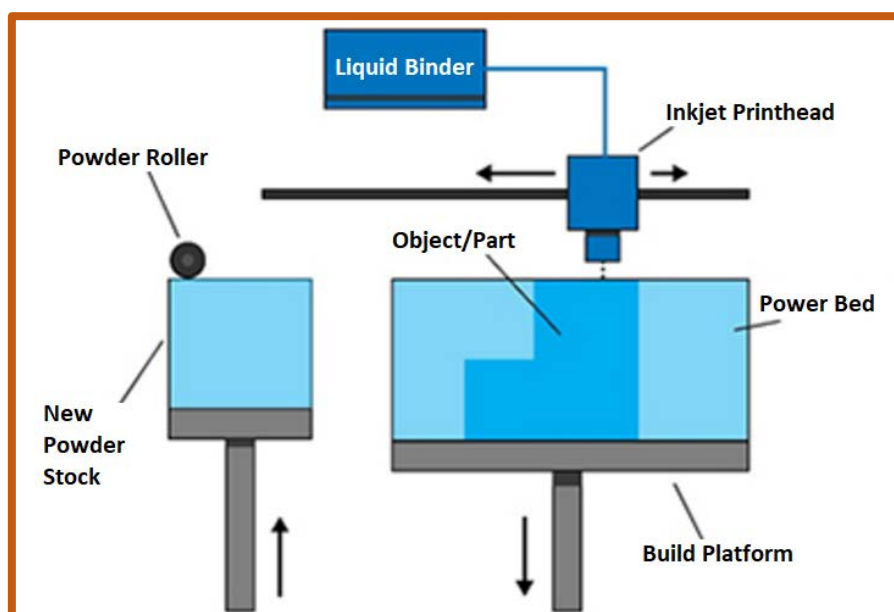 Liquid Binder
Inkjet Printhead
Powder Roller
Object/Part
Power Bed
New
Powder
Stock
Build Platform